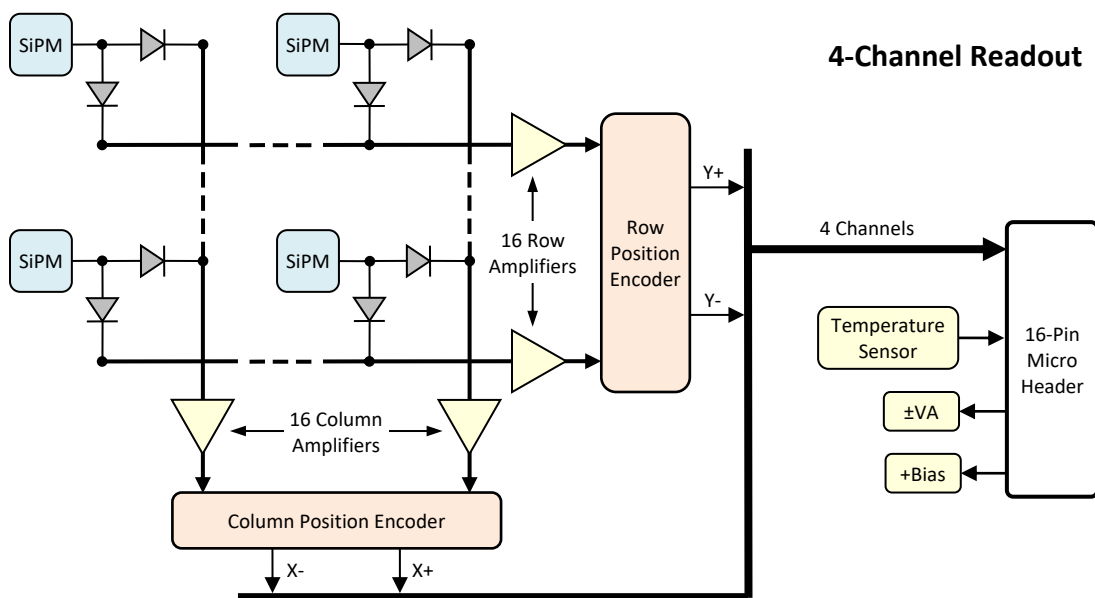 SiPM
SiPM
4-Channel Readout
Y+
16 Row
Amplifiers
Row
Position
Encoder
4 Channels
SiPM
SiPM
Y-
Temperature
Sensor
16-Pin
Micro
Header
±VA
16 Column
Amplifiers
+Bias
Column Position Encoder
X-
X+